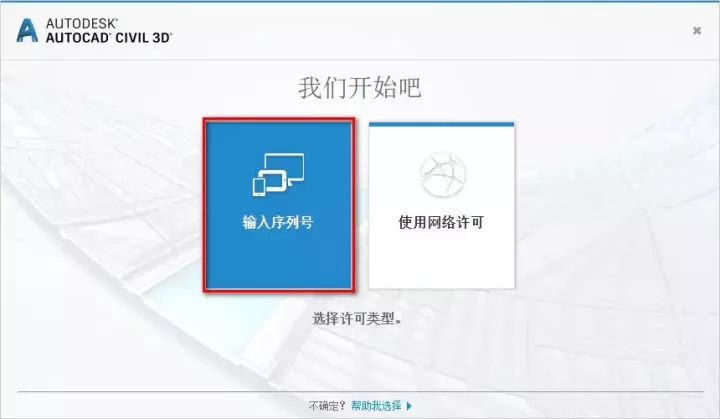 AUTODESK®
AUTOCAD® CIVIL 3D®
我们开始吧
输入序列号
使用网络许可
选择许可类型。
不确定？ 帮助我选择